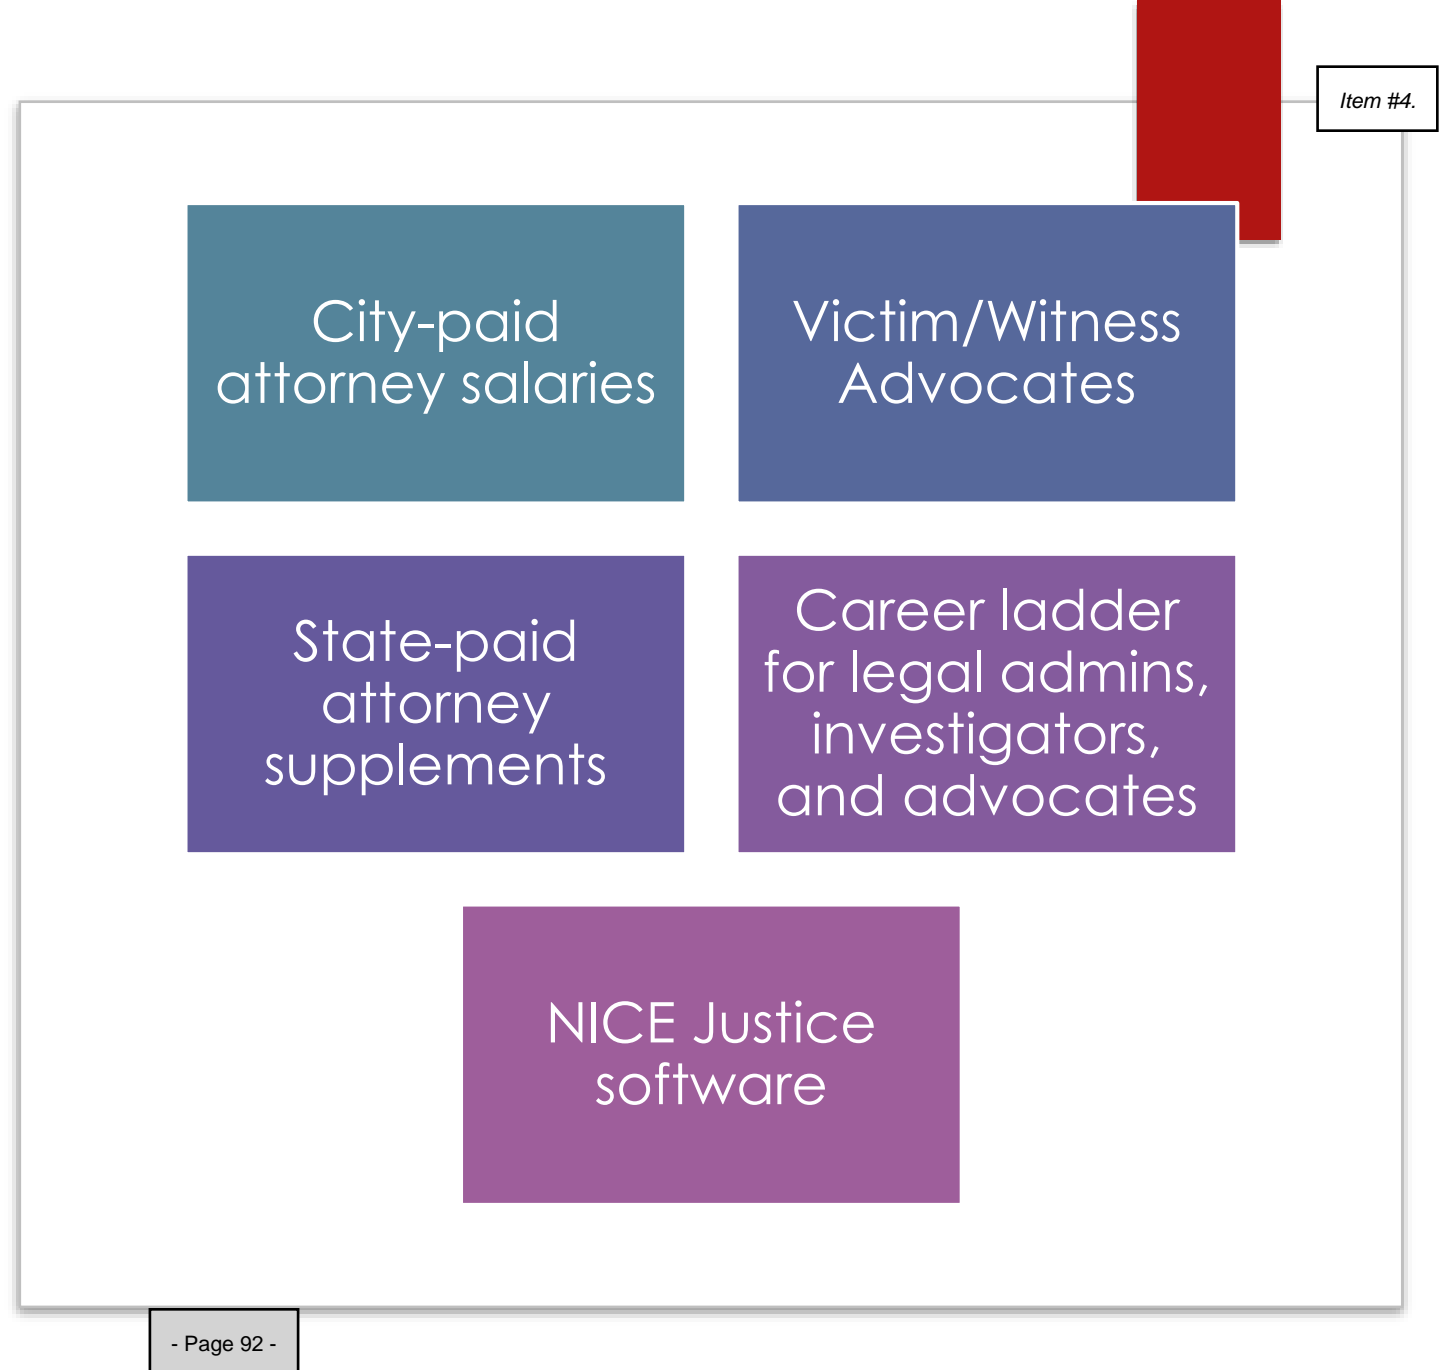 Item #4.
City-paid
attorney salaries
Victim/Witness
Advocates
State-paid
attorney
supplements
Career ladder
for legal admins,
investigators,
and advocates
NICE Justice
software
- Page 92 -